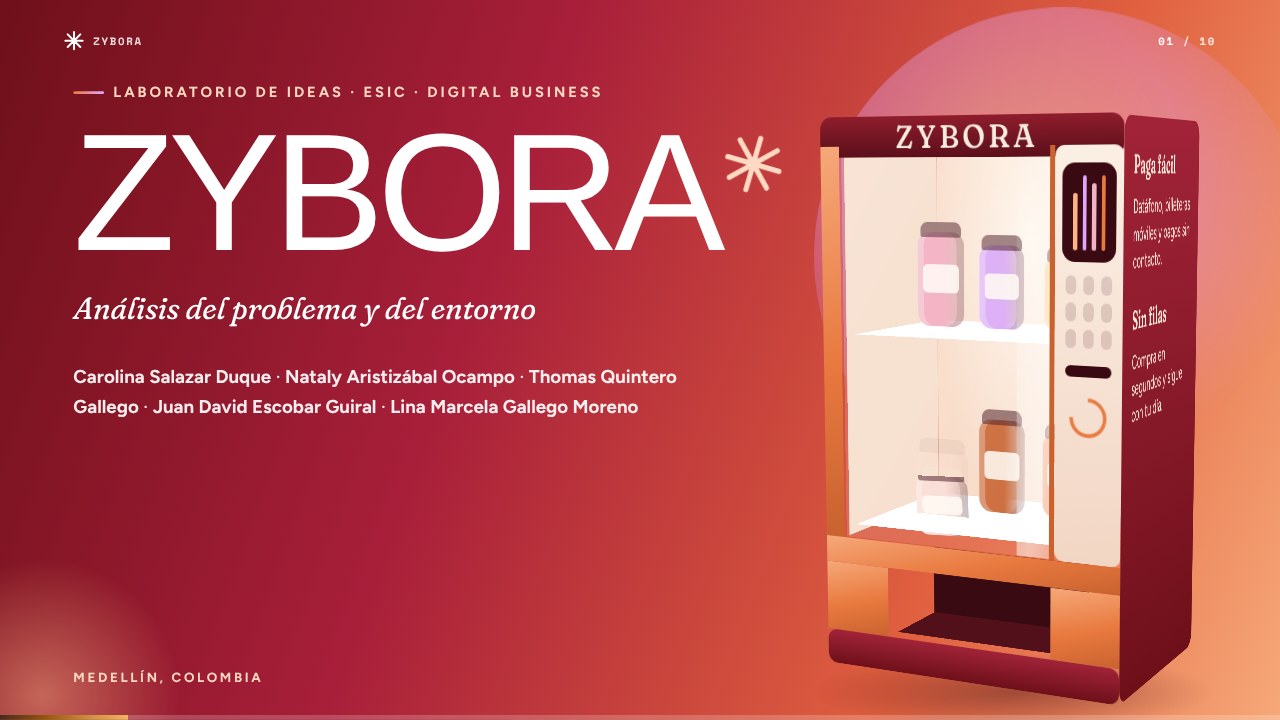 ZYBORA
01 / 10
LABORATORIO DE IDEAS · ESIC · DIGITAL BUSINESS
ZYBORA
Análisis del problema y del entorno
Carolina Salazar Duque · Nataly Aristizábal Ocampo · Thomas Quintero
Gallego · Juan David Escobar Guiral · Lina Marcela Gallego Moreno
MEDELLÍN, COLOMBIA
ZYBORA
Paga fácil
Datáfono, billeteras
móviles y pagos sin
contacto.
Sin filas
Compra en
segundos y sigue
con tu día.